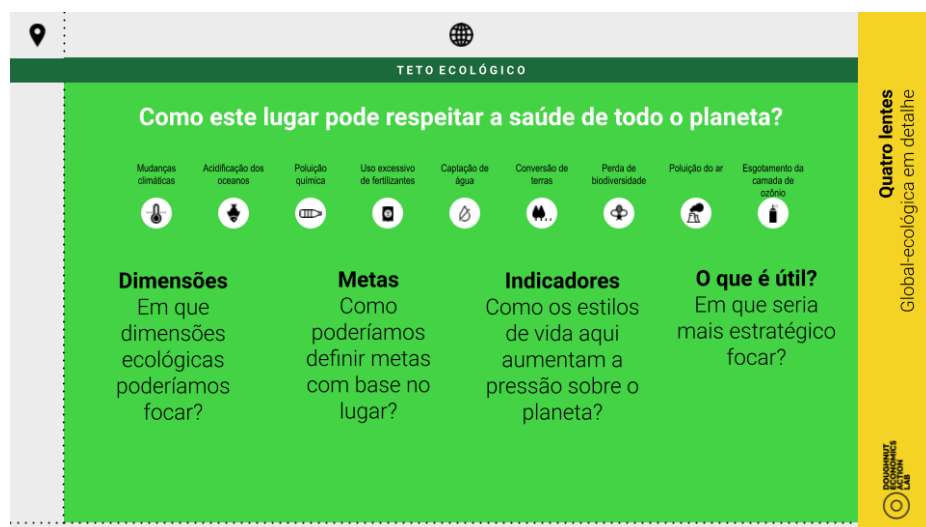 TETO ECOLÓGICO
Como este lugar pode respeitar a saúde de todo o planeta?
Mudanças
climáticas
Acidificação dos
oceanos
Poluição
química
Uso excessivo
de fertilizantes
Captação de
água
Conversão de
terras
Perda de
biodiversidade
Poluição do ar
Esgotamento da
camada de
ozônio
Dimensões
Em que
dimensões
ecológicas
poderíamos
focar?
Metas
Como
poderíamos
definir metas
com base no
lugar?
Indicadores
Como os estilos
de vida aqui
aumentam a
pressão sobre o
planeta?
O que é útil?
Em que seria
mais estratégico
focar?
Quatro lentes
Global-ecológica em detalhe
DOUGHNUT
ECONOMICS
ACTION
LAB